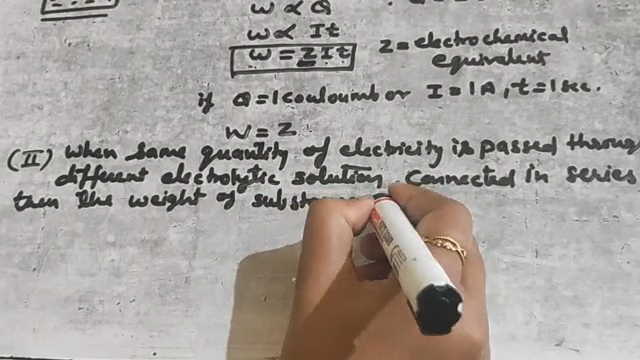 W ∝ Q
W ∝ It
W = ZIt Z = electrochemical equivalent
if Q = 1 couloumb or I = 1A, t = 1 sec.
W = Z
(II) When Same quantity of electricity is passed through
different electrolytic solution connected in series
then the weight of subst